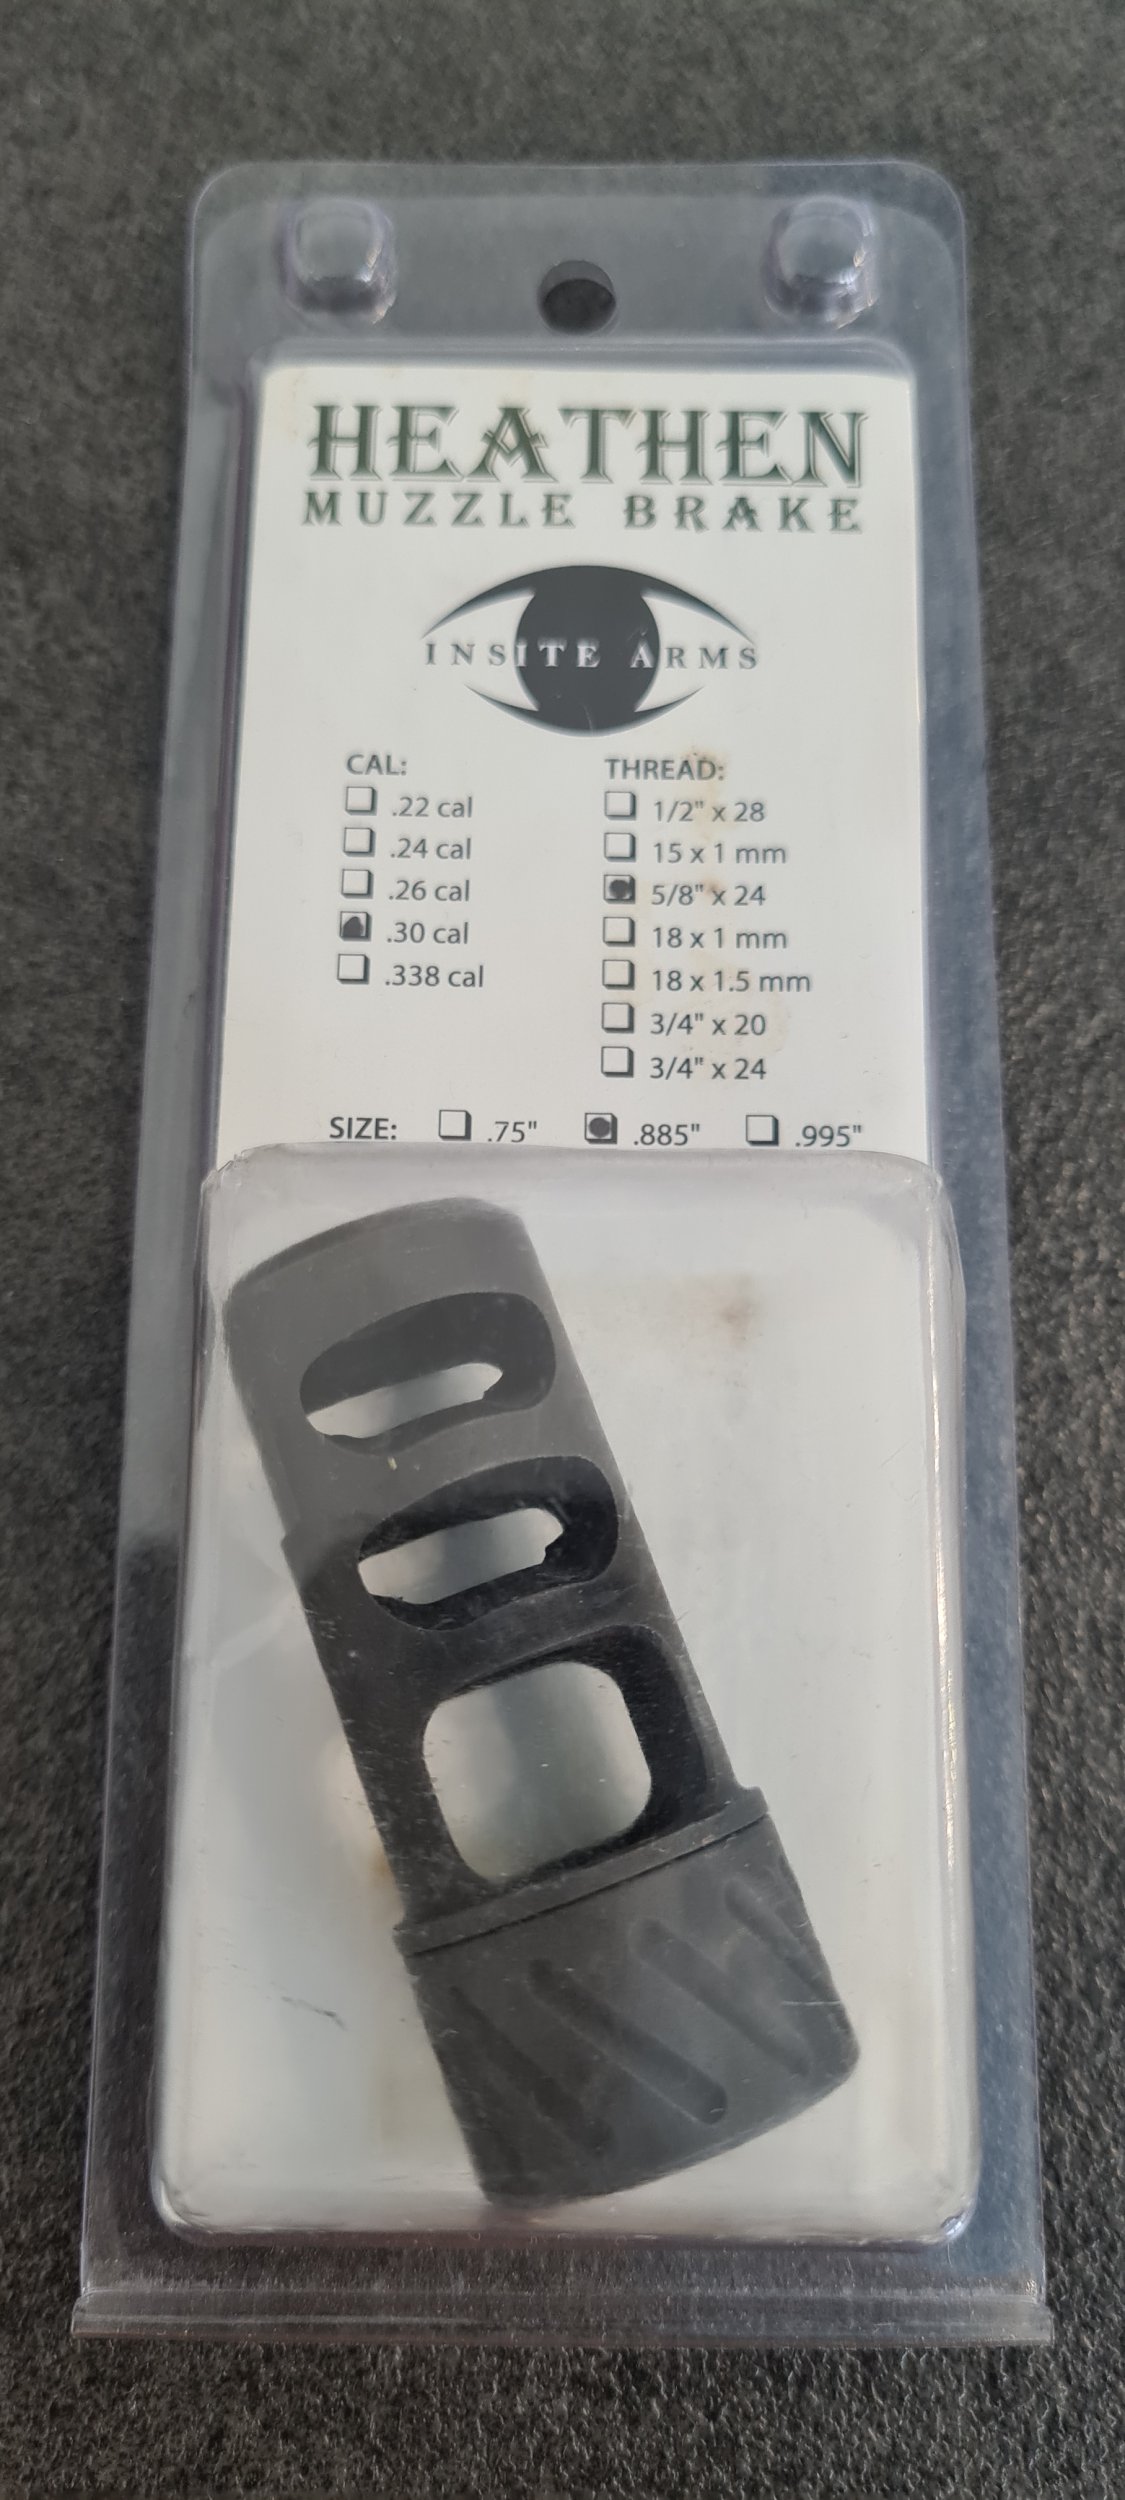 HEATHEN
MUZZLE BRAKE
INSITE ARMS
CAL:
.22 cal
.24 cal
.26 cal
.30 cal
.338 cal
THREAD:
1/2" x 28
15 x 1 mm
5/8" x 24
18 x 1 mm
18 x 1.5 mm
3/4" x 20
3/4" x 24
SIZE: .75" .885" .995"